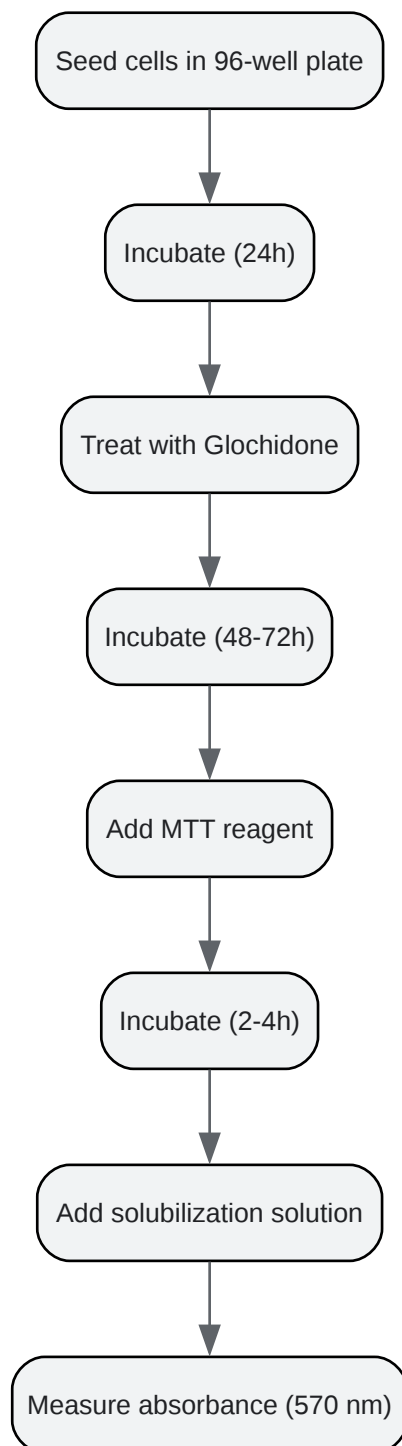 Seed cells in 96-well plate
Incubate (24h)
Treat with Glochidone
Incubate (48-72h)
Add MTT reagent
Incubate (2-4h)
Add solubilization solution
Measure absorbance (570 nm)